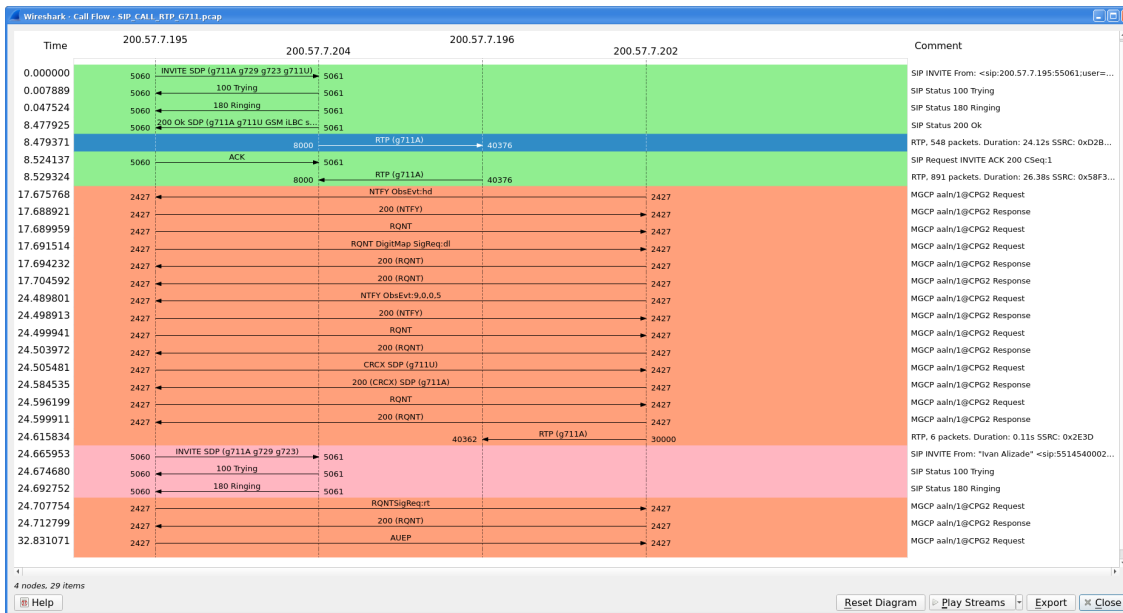 Wireshark · Call Flow · SIP_CALL_RTP_G711.pcap
200.57.7.195 200.57.7.196
Time 200.57.7.204 200.57.7.202 Comment
0.000000 5060 INVITE SDP (g711A g729 g723 g711U) 5061 SIP INVITE From: <sip:200.57.7.195:55061;user=...
0.007889 5060 100 Trying 5061 SIP Status 100 Trying
0.047524 5060 180 Ringing 5061 SIP Status 180 Ringing
8.477925 5060 200 Ok SDP (g711A g711U GSM iLBC s... 5061 SIP Status 200 Ok
8.479371 8000 RTP (g711A) 40376 RTP, 548 packets. Duration: 24.12s SSRC: 0xD2B...
8.524137 5060 ACK 5061 SIP Request INVITE ACK 200 CSeq:1
8.529324 8000 RTP (g711A) 40376 RTP, 891 packets. Duration: 26.38s SSRC: 0x58F3...
17.675768 2427 NTFY ObsEvt:hd 2427 MGCP aaln/1@CPG2 Request
17.688921 2427 200 (NTFY) 2427 MGCP aaln/1@CPG2 Response
17.689959 2427 RQNT 2427 MGCP aaln/1@CPG2 Request
17.691514 2427 RQNT DigitMap SigReq:dl 2427 MGCP aaln/1@CPG2 Request
17.694232 2427 200 (RQNT) 2427 MGCP aaln/1@CPG2 Response
17.704592 2427 200 (RQNT) 2427 MGCP aaln/1@CPG2 Response
24.489801 2427 NTFY ObsEvt:9,0,0,5 2427 MGCP aaln/1@CPG2 Request
24.498913 2427 200 (NTFY) 2427 MGCP aaln/1@CPG2 Response
24.499941 2427 RQNT 2427 MGCP aaln/1@CPG2 Request
24.503972 2427 200 (RQNT) 2427 MGCP aaln/1@CPG2 Response
24.505481 2427 CRCX SDP (g711U) 2427 MGCP aaln/1@CPG2 Request
24.584535 2427 200 (CRCX) SDP (g711A) 2427 MGCP aaln/1@CPG2 Response
24.596199 2427 RQNT 2427 MGCP aaln/1@CPG2 Request
24.599911 2427 200 (RQNT) 2427 MGCP aaln/1@CPG2 Response
24.615834 40362 RTP (g711A) 30000 RTP, 6 packets. Duration: 0.11s SSRC: 0x2E3D
24.665953 5060 INVITE SDP (g711A g729 g723) 5061 SIP INVITE From: "Ivan Alizade" <sip:5514540002...
24.674680 5060 100 Trying 5061 SIP Status 100 Trying
24.692752 5060 180 Ringing 5061 SIP Status 180 Ringing
24.707754 2427 RQNTSigReq:rt 2427 MGCP aaln/1@CPG2 Request
24.712799 2427 200 (RQNT) 2427 MGCP aaln/1@CPG2 Response
32.831071 2427 AUEP 2427 MGCP aaln/1@CPG2 Request
4 nodes, 29 items
Help Reset Diagram Play Streams Export Close